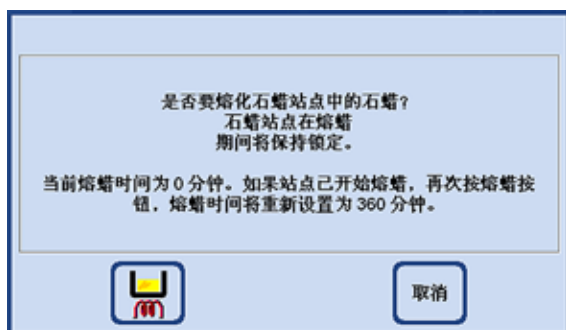 是否要熔化石蜡站点中的石蜡?
石蜡站点在熔蜡
期间将保持锁定。
当前熔蜡时间为 0 分钟。如果站点已开始熔蜡，再次按熔蜡按
钮，熔蜡时间将重新设置为 360 分钟。
取消